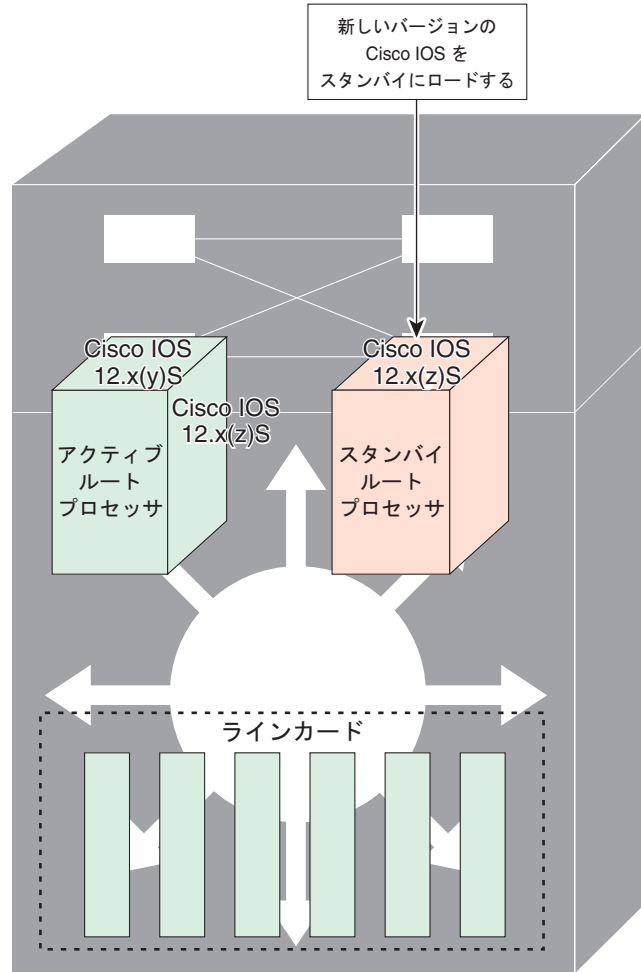 新しいバージョンの
Cisco IOS を
スタンバイにロードする
Cisco IOS
12.x(y)S
Cisco IOS
12.x(z)S
Cisco IOS
12.x(z)S
アクティブ
ルート
プロセッサ
スタンバイ
ルート
プロセッサ
ラインカード